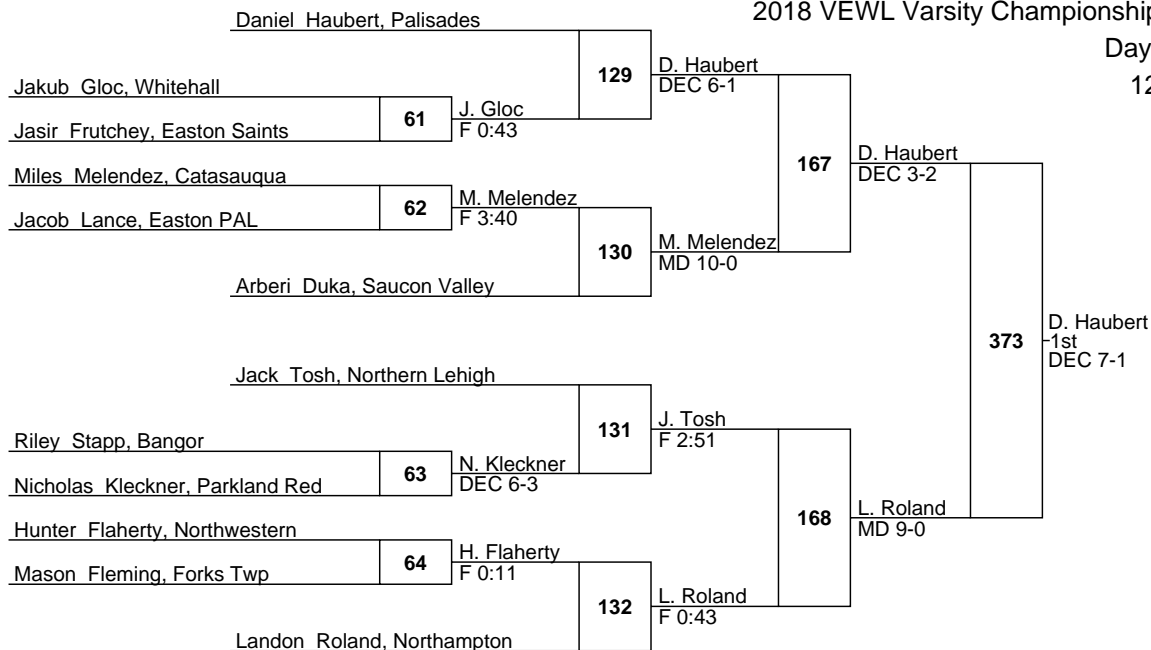 2018 VEWL Varsity Championship
Day
12
Daniel Haubert, Palisades
129
D. Haubert
DEC 6-1
Jakub Gloc, Whitehall
61
J. Gloc
F 0:43
Jasir Frutchey, Easton Saints
167
D. Haubert
DEC 3-2
Miles Melendez, Catasauqua
62
M. Melendez
F 3:40
Jacob Lance, Easton PAL
130
M. Melendez
MD 10-0
Arberi Duka, Saucon Valley
373
D. Haubert
1st
DEC 7-1
Jack Tosh, Northern Lehigh
131
J. Tosh
F 2:51
Riley Stapp, Bangor
63
N. Kleckner
DEC 6-3
Nicholas Kleckner, Parkland Red
168
L. Roland
MD 9-0
Hunter Flaherty, Northwestern
64
H. Flaherty
F 0:11
Mason Fleming, Forks Twp
132
L. Roland
F 0:43
Landon Roland, Northampton